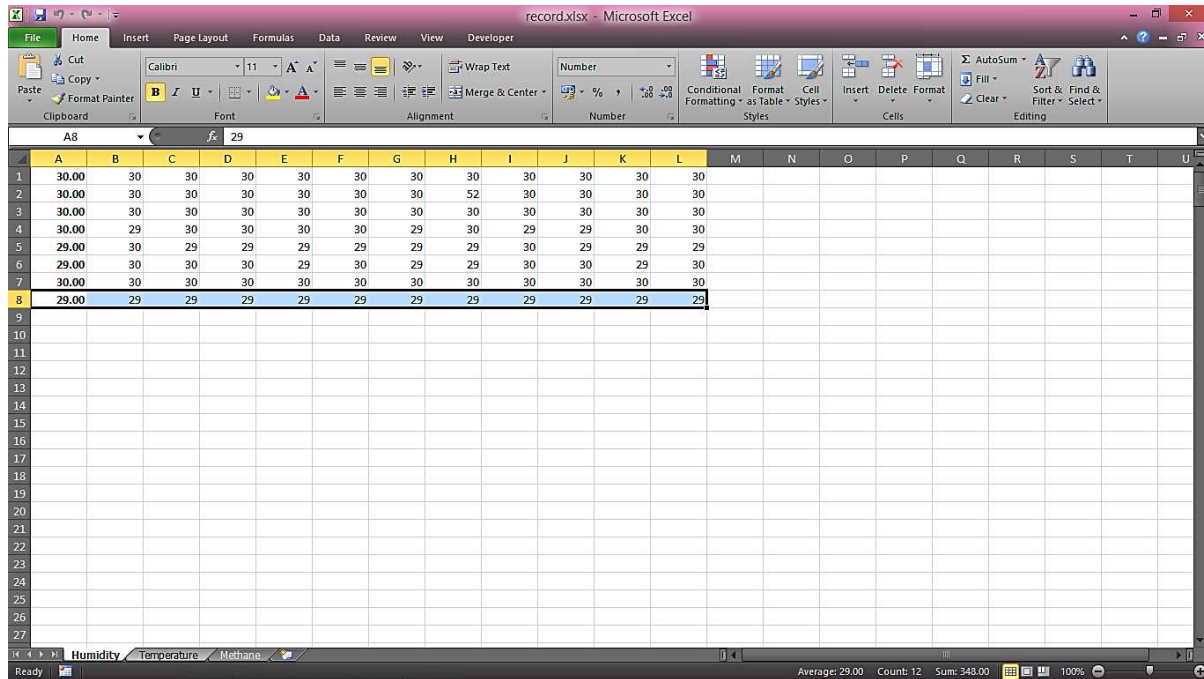 record.xlsx - Microsoft Excel
File Home Insert Page Layout Formulas Data Review View Developer
Paste Cut Copy Format Painter Clipboard
Calibri 11 A A B I U A Font
Wrap Text Merge & Center Alignment
Number % , .0 .00 .00 .0 Number
Conditional Formatting Format as Table Cell Styles Styles
Insert Delete Format Cells
Σ AutoSum Fill Clear Sort & Filter Find & Select Editing
A8 fx 29
A B C D E F G H I J K L M N O P Q R S T U
1 30.00 30 30 30 30 30 30 30 30 30 30 30
2 30.00 30 30 30 30 30 30 52 30 30 30 30
3 30.00 30 30 30 30 30 30 30 30 30 30 30
4 30.00 29 30 30 30 30 29 30 29 29 30 30
5 29.00 30 29 29 29 29 29 29 30 29 29 29
6 29.00 30 30 30 29 30 29 29 30 30 29 30
7 30.00 30 30 30 30 30 30 30 30 30 30 30
8 29.00 29 29 29 29 29 29 29 29 29 29 29
9
10
11
12
13
14
15
16
17
18
19
20
21
22
23
24
25
26
27
Humidity Temperature Methane
Ready Average: 29.00 Count: 12 Sum: 348.00 100%